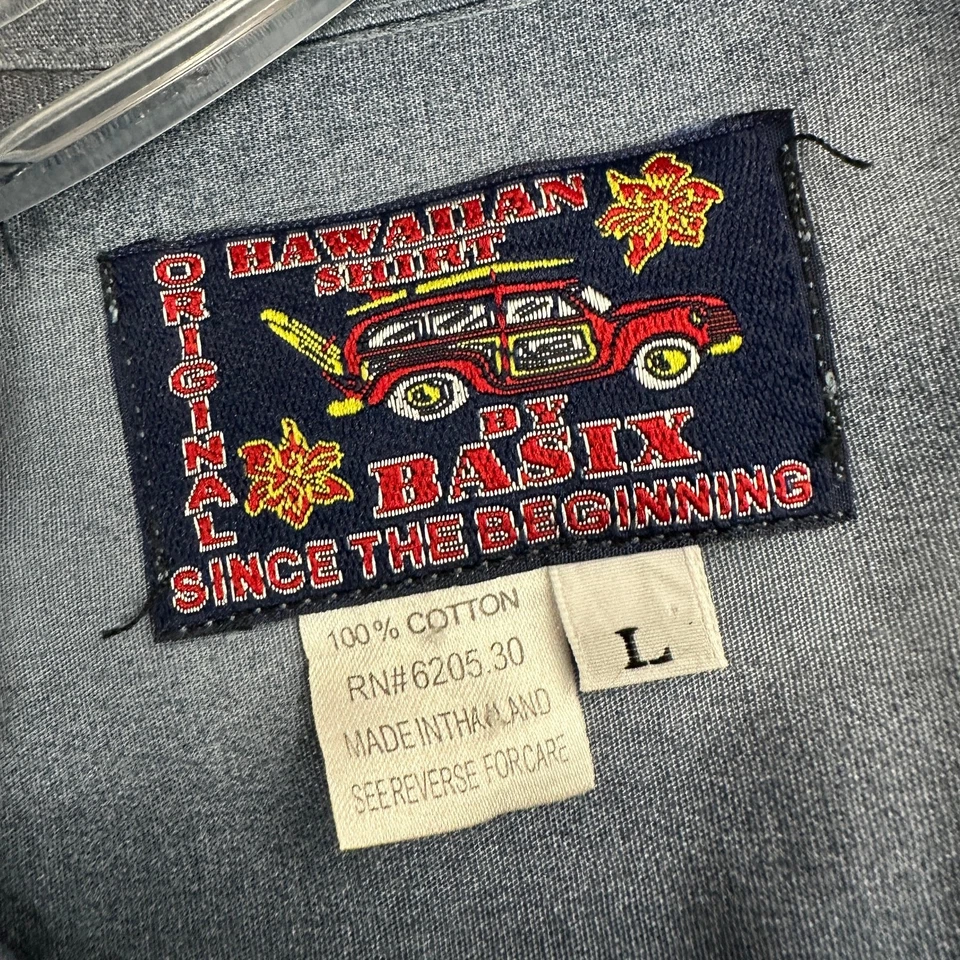 ORIGINAL
HAWAIIAN
SHIRT
BY
BASIX
SINCE THE BEGINNING
100% COTTON
RN#6205.30
MADE IN THAILAND
SEE REVERSE FOR CARE
L